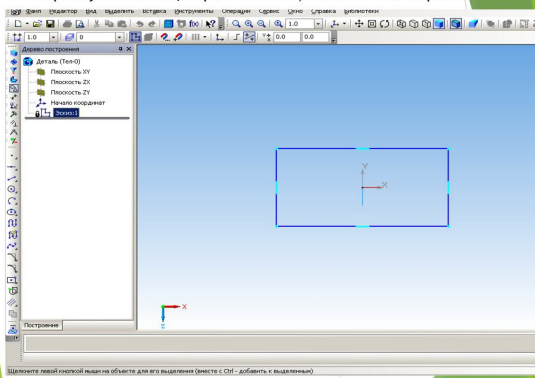 Файл Редактор Вид Выделить Вставка Инструменты Операции Сервис Окно Справка Библиотеки
f(x) 1.0
1.0 0 0.0 0.0
Дерево построения
Деталь (Тел-0)
Плоскость XY
Плоскость ZX
Плоскость ZY
Начало координат
Эскиз:1
Y
X
X
Z
Построение
Щелкните левой кнопкой мыши на объекте для его выделения (вместе с Ctrl - добавить к выделенным)